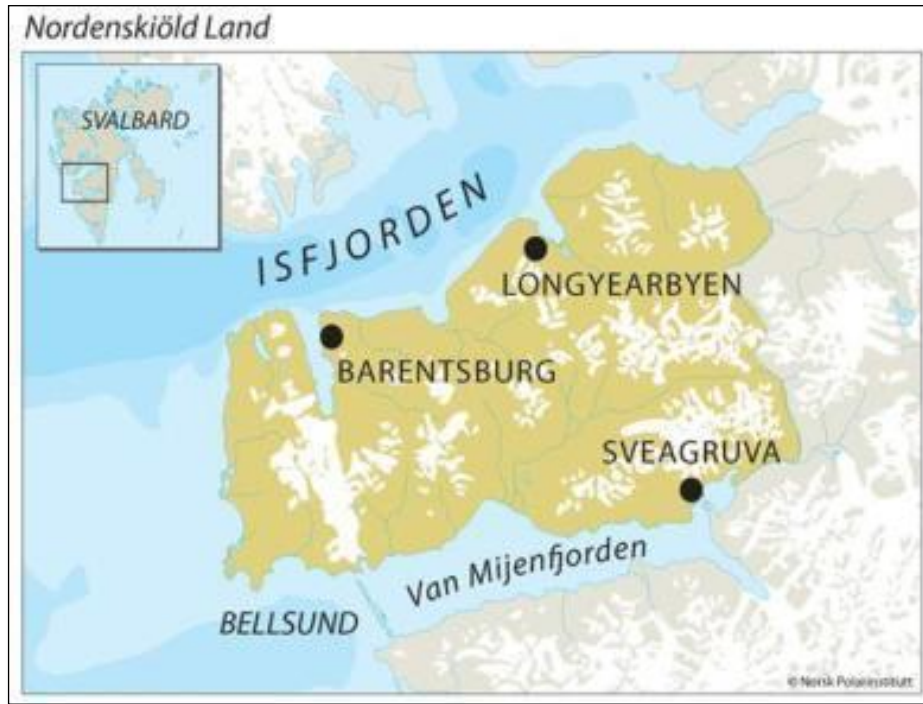 Nordenskiöld Land
SVALBARD
ISFJORDEN
LONGYEARBYEN
BARENTSBURG
SVEAGRUVA
Van Mijenfjorden
BELLSUND
© Norsk Polarinstitutt